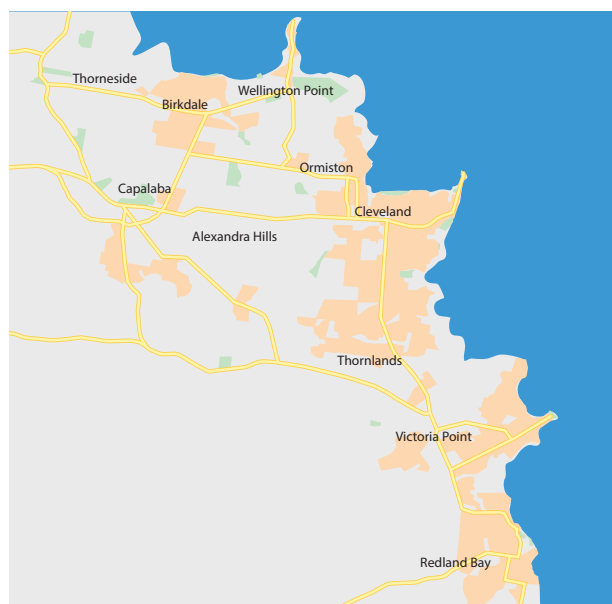 Thorneside
Wellington Point
Birkdale
Ormiston
Capalaba
Cleveland
Alexandra Hills
Thornlands
Victoria Point
Redland Bay